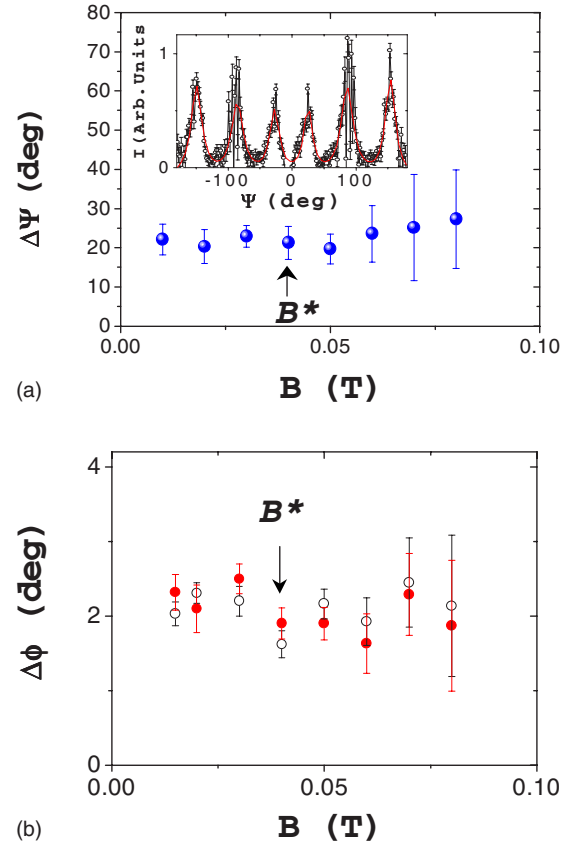 80
70
60
50
40
30
20
10
0
ΔΨ (deg)
1
0
I (Arb.Units
-100 0 100
Ψ (deg)
B*
0.00 0.05 0.10
B (T)
(a)
4
2
0
Δϕ (deg)
B*
0.00 0.05 0.10
B (T)
(b)